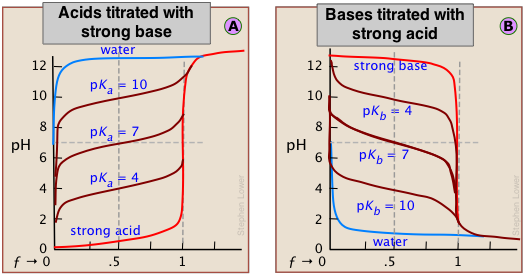 Acids titrated with
strong base
A
water
12
10
8
6
4
2
0
pH
pKa = 10
pKa = 7
pKa = 4
strong acid
ƒ → 0
.5
1
Stephen Lower
Bases titrated with
strong acid
B
12
10
8
6
4
2
0
pH
strong base
pKb = 4
pKb = 7
pKb = 10
water
ƒ → 0
.5
1
Stephen Lower